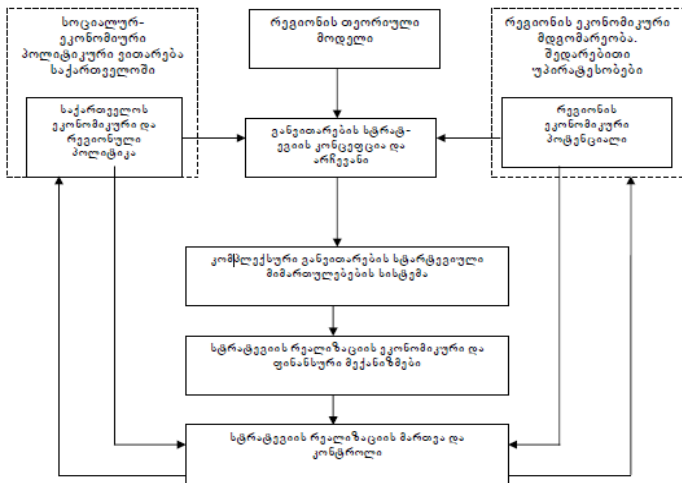 სოციალურ-
ეკონომიური
პოლიტიკური ვითარება
საქართველოში
საქართველოს
ეკონომიკური და
რეგიონული
პოლიტიკა
რეგიონის თეორიული
მოდელი
განვითარების სტრატ-
ეგიის კონცეფცია და
არჩევანი
რეგიონის ეკონომიკური
მდგომარეობა.
შედარებითი
უპირატესობები
რეგიონის
ეკონომიკური
პოტენციალი
კომპლექსური განვითარების სტარტეგიული
მიმართულებების სისტემა
სტრატეგიის რეალიზაციის ეკონომიკური და
ფინანსური მექანიზმები
სტრატეგიის რეალიზაციის მართვა და
კონტროლი